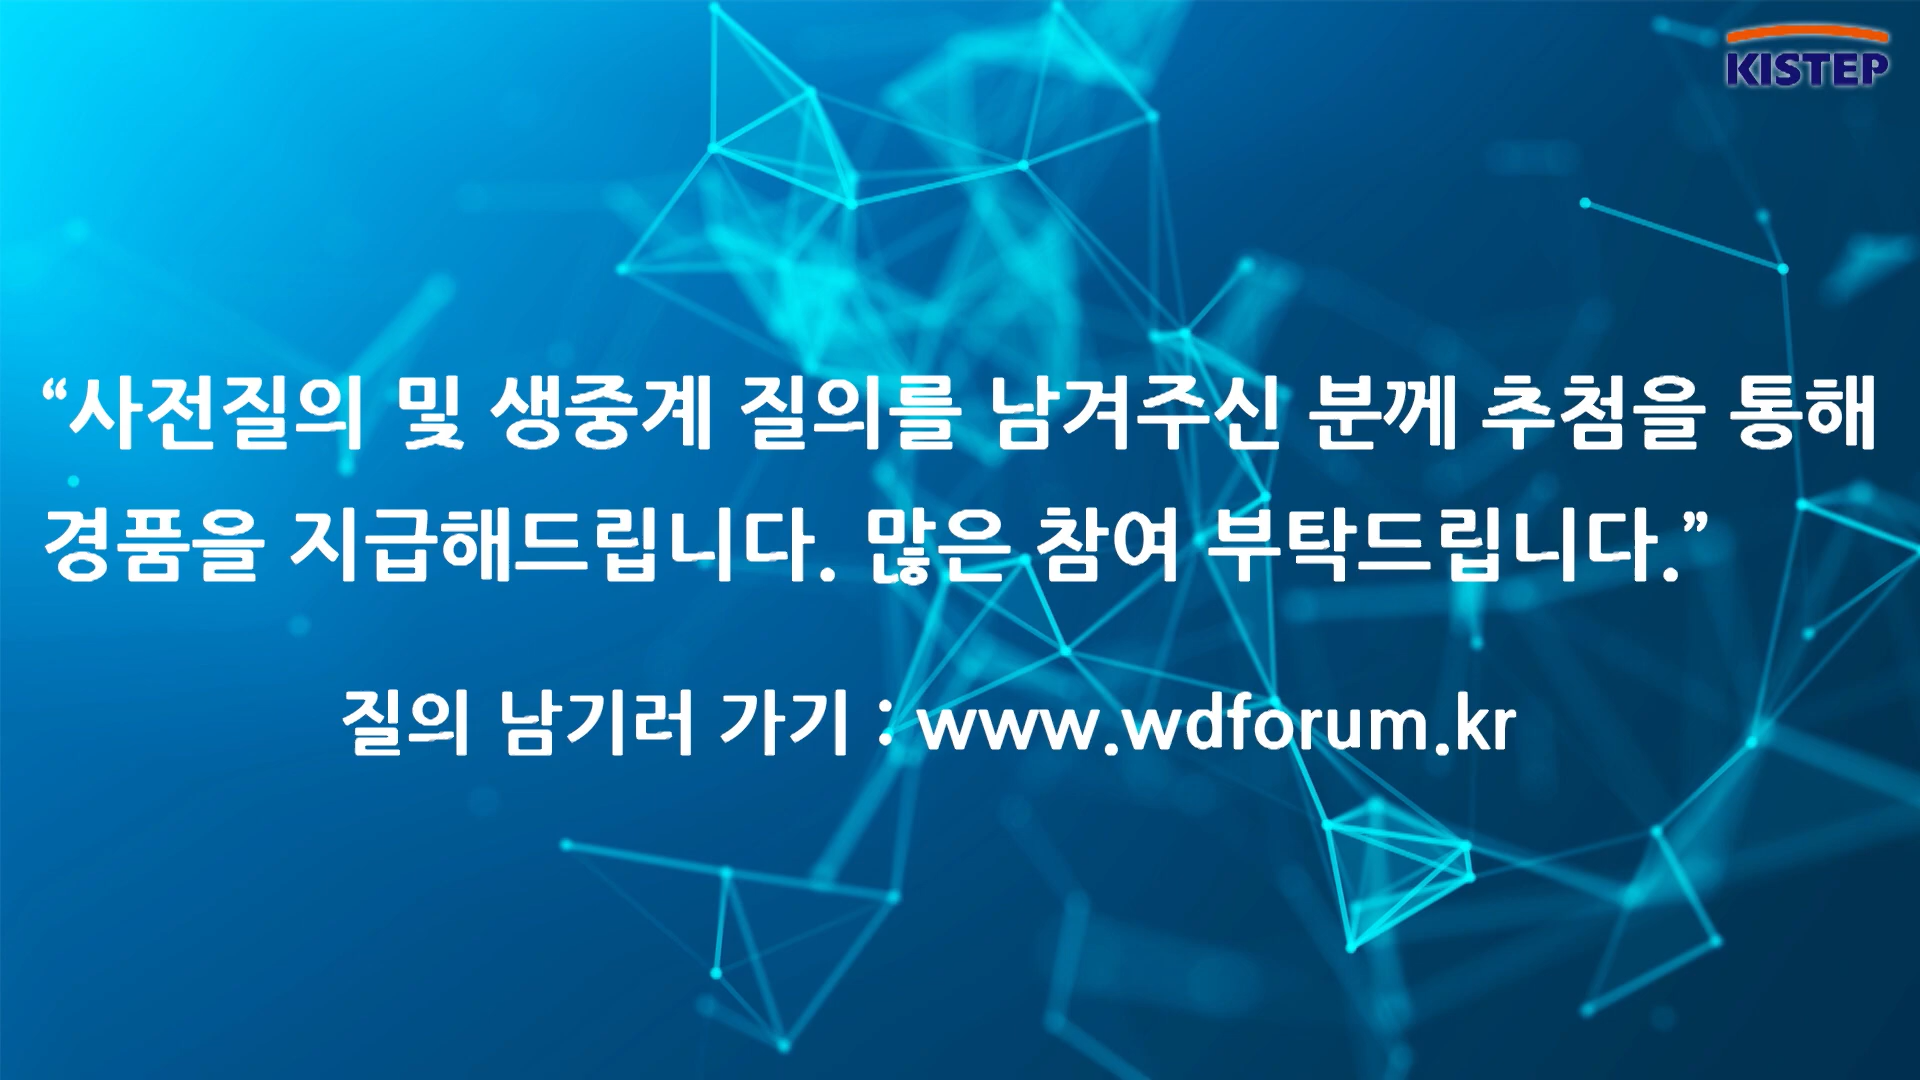 KISTEP
“사전질의 및 생중계 질의를 남겨주신 분께 추첨을 통해
경품을 지급해드립니다. 많은 참여 부탁드립니다.”
질의 남기러 가기 : www.wdforum.kr